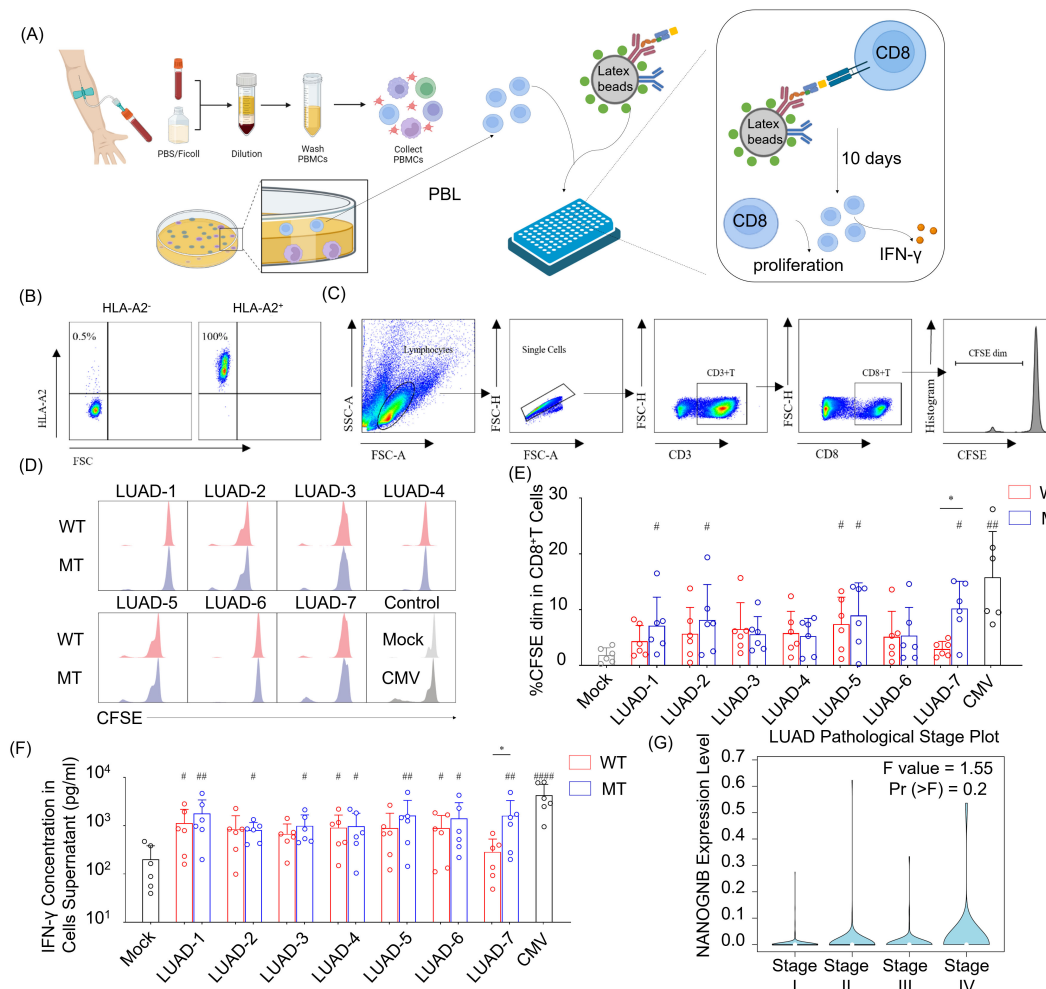 (A)
PBS/Ficoll
Dilution
Wash
PBMCs
Collect
PBMCs
PBL
Latex
beads
CD8
Latex
beads
10 days
CD8
proliferation
IFN-γ
(B)
HLA-A2⁻
HLA-A2⁺
0.5%
100%
HLA-A2
FSC
(C)
Lymphocytes
SSC-A
FSC-A
Single Cells
FSC-H
FSC-A
CD3+T
FSC-H
CD3
CD8+T
FSC-H
CD8
CFSE dim
Histogram
CFSE
(D)
LUAD-1 LUAD-2 LUAD-3 LUAD-4
WT
MT
LUAD-5 LUAD-6 LUAD-7 Control
WT
Mock
MT
CMV
CFSE
(E)
%CFSE dim in CD8⁺T Cells
30
20
10
0
# # # # * # ##
W
M
Mock LUAD-1 LUAD-2 LUAD-3 LUAD-4 LUAD-5 LUAD-6 LUAD-7 CMV
(F)
IFN-γ Concentration in
Cells Supernatant (pg/ml)
10⁴
10³
10²
10¹
# ## # # # # ## # # * ## ####
WT
MT
Mock LUAD-1 LUAD-2 LUAD-3 LUAD-4 LUAD-5 LUAD-6 LUAD-7 CMV
(G)
LUAD Pathological Stage Plot
F value = 1.55
Pr (>F) = 0.2
NANOGNB Expression Level
0.7
0.6
0.5
0.4
0.3
0.2
0.1
0.0
Stage Stage Stage Stage
I II III IV